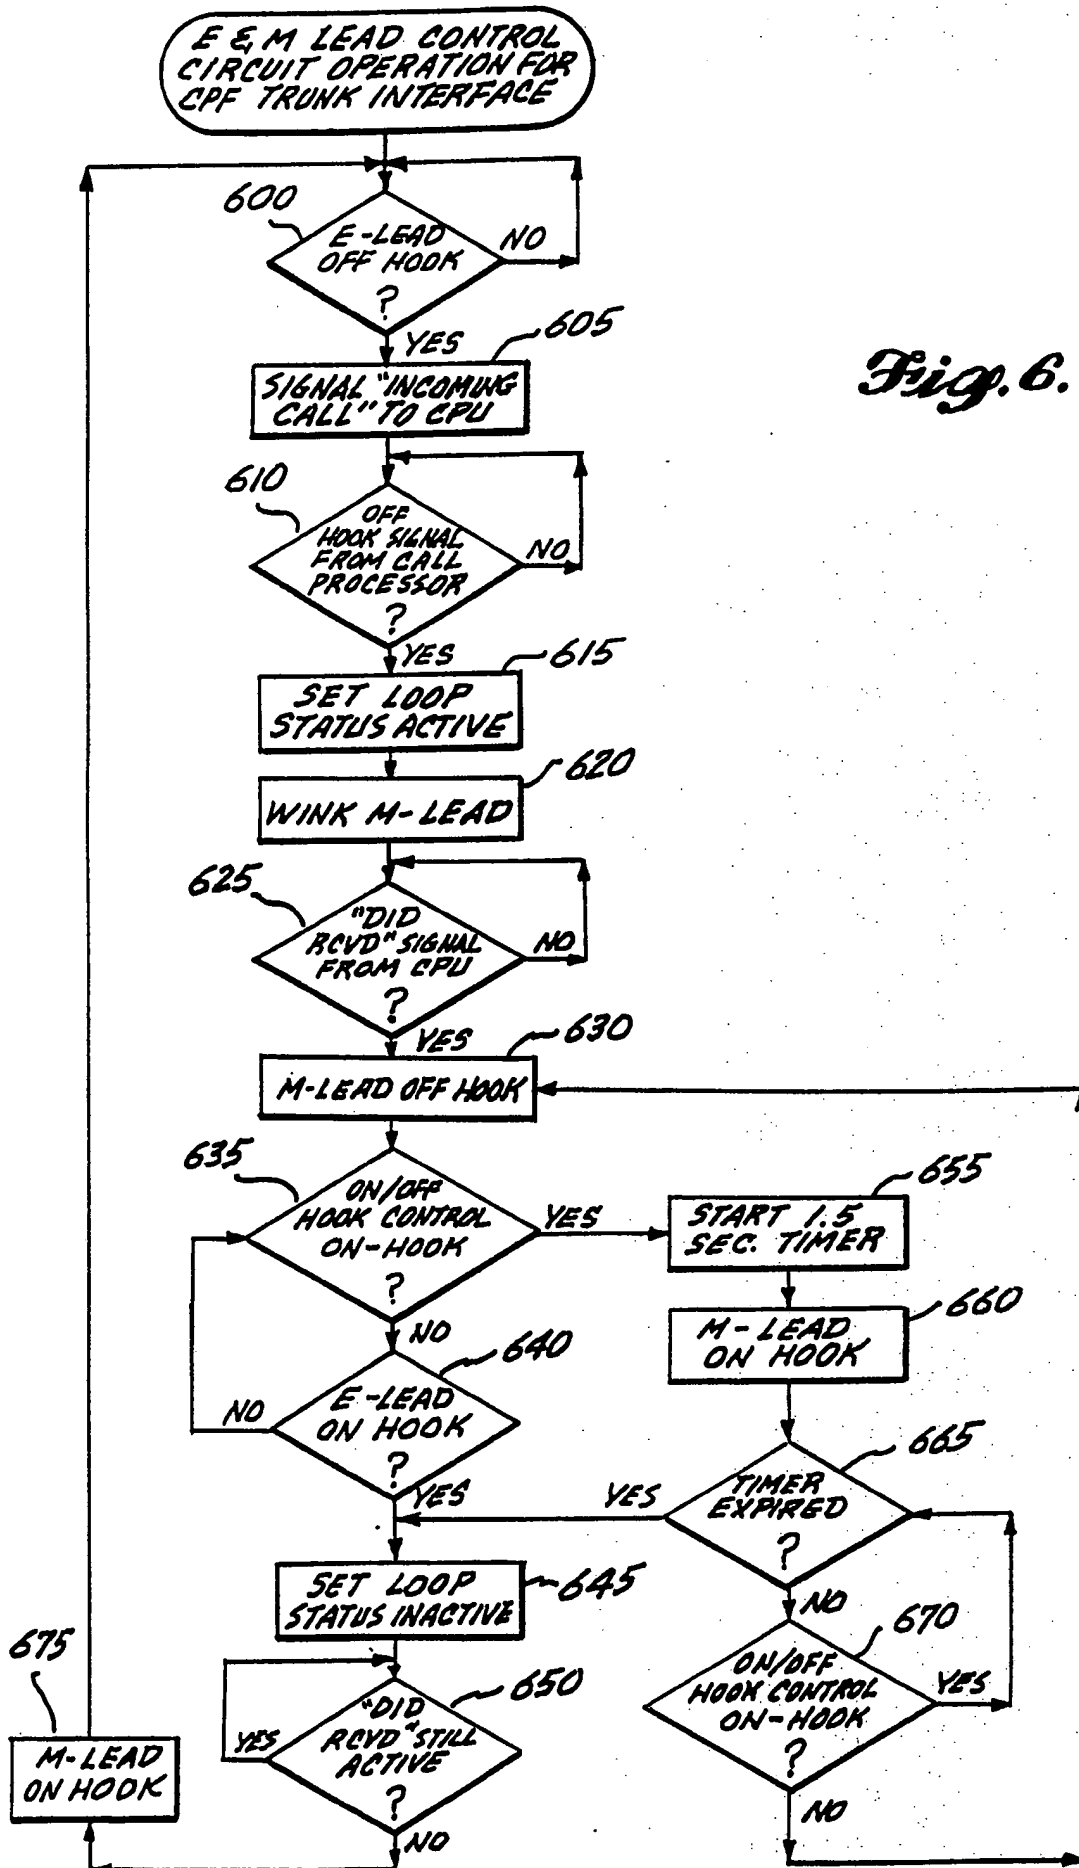 E & M LEAD CONTROL
CIRCUIT OPERATION FOR
CPF TRUNK INTERFACE
600
E-LEAD
OFF HOOK
?
NO
YES
605
SIGNAL "INCOMING
CALL" TO CPU
Fig. 6.
610
OFF
HOOK SIGNAL
FROM CALL
PROCESSOR
?
NO
YES
615
SET LOOP
STATUS ACTIVE
620
WINK M-LEAD
625
"DID
RCVD" SIGNAL
FROM CPU
?
NO
YES
630
M-LEAD OFF HOOK
635
ON/OFF
HOOK CONTROL
ON-HOOK
?
YES
NO
655
START 1.5
SEC. TIMER
660
M-LEAD
ON HOOK
640
E-LEAD
ON HOOK
?
NO
YES
665
TIMER
EXPIRED
?
YES
NO
645
SET LOOP
STATUS INACTIVE
670
ON/OFF
HOOK CONTROL
ON-HOOK
?
YES
NO
650
"DID
RCVD" STILL
ACTIVE
?
YES
NO
675
M-LEAD
ON HOOK